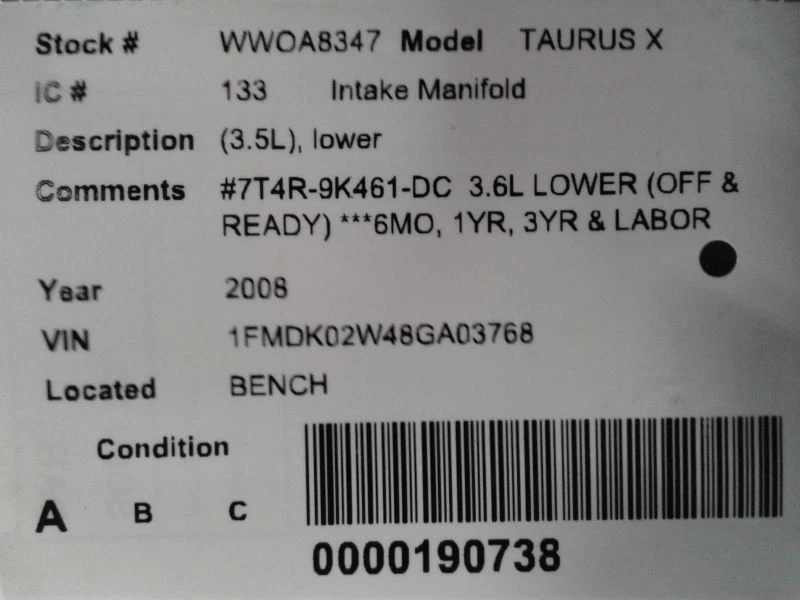 Stock # WWOA8347 Model TAURUS X
IC # 133 Intake Manifold
Description (3.5L), lower
Comments #7T4R-9K461-DC 3.6L LOWER (OFF &
READY) ***6MO, 1YR, 3YR & LABOR
Year 2008
VIN 1FMDK02W48GA03768
Located BENCH
Condition
A B C
0000190738